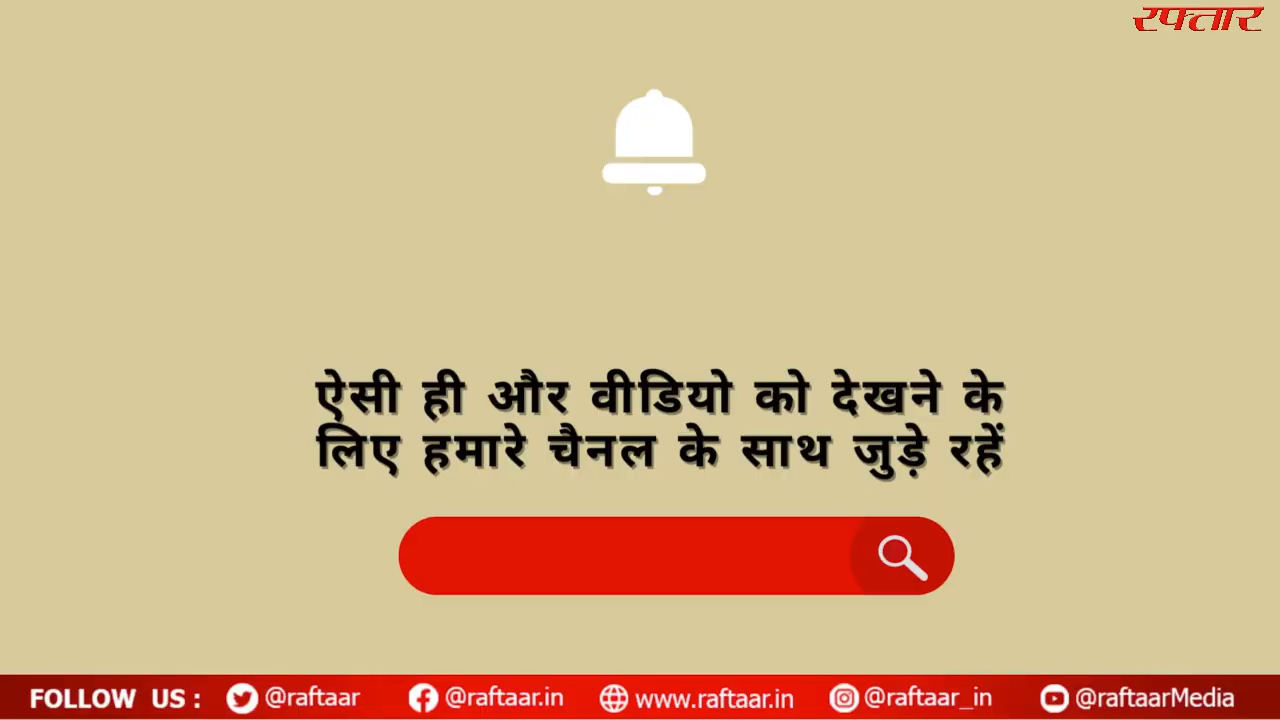 रफ्तार
ऐसी ही और वीडियो को देखने के
लिए हमारे चैनल के साथ जुड़े रहें
FOLLOW US : @raftaar @raftaar.in www.raftaar.in @raftaar_in @raftaarMedia